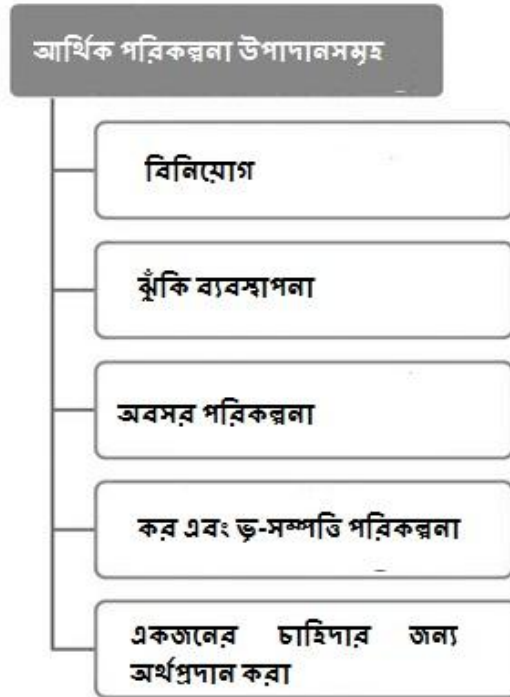 আর্থিক পরিকল্পনা উপাদানসমূহ
বিনিয়োগ
ঝুঁকি ব্যবস্থাপনা
অবসর পরিকল্পনা
কর এবং ভূ-সম্পত্তি পরিকল্পনা
একজনের চাহিদার জন্য
অর্থপ্রদান করা